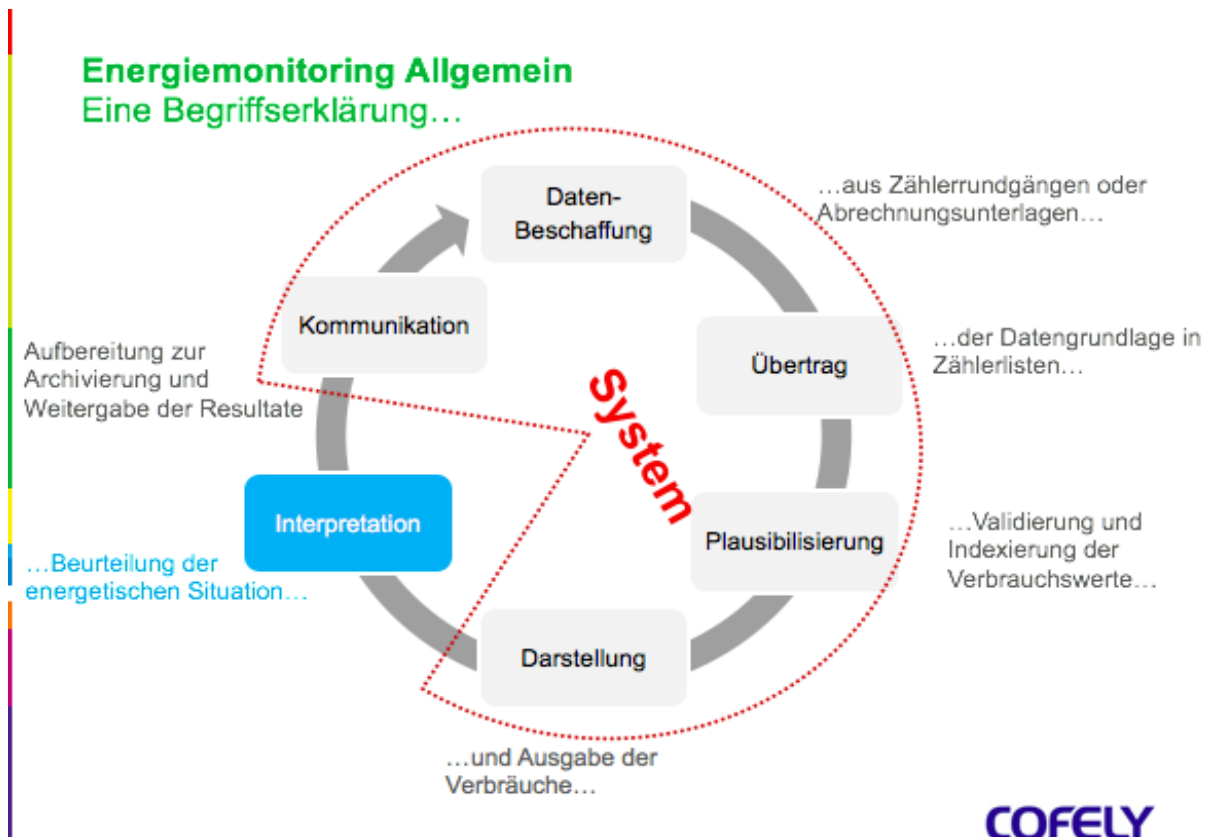 Energiemonitoring Allgemein
Eine Begriffserklärung…
Daten-
Beschaffung
…aus Zählerrundgängen oder
Abrechnungsunterlagen…
Übertrag
…der Datengrundlage in
Zählerlisten…
Plausibilisierung
…Validierung und
Indexierung der
Verbrauchswerte…
Darstellung
…und Ausgabe der
Verbräuche…
Interpretation
…Beurteilung der
energetischen Situation…
Kommunikation
Aufbereitung zur
Archivierung und
Weitergabe der Resultate
System
COFELY